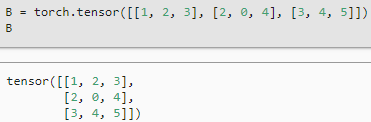 B = torch.tensor([[1, 2, 3], [2, 0, 4], [3, 4, 5]])
B
tensor([[1, 2, 3],
        [2, 0, 4],
        [3, 4, 5]])